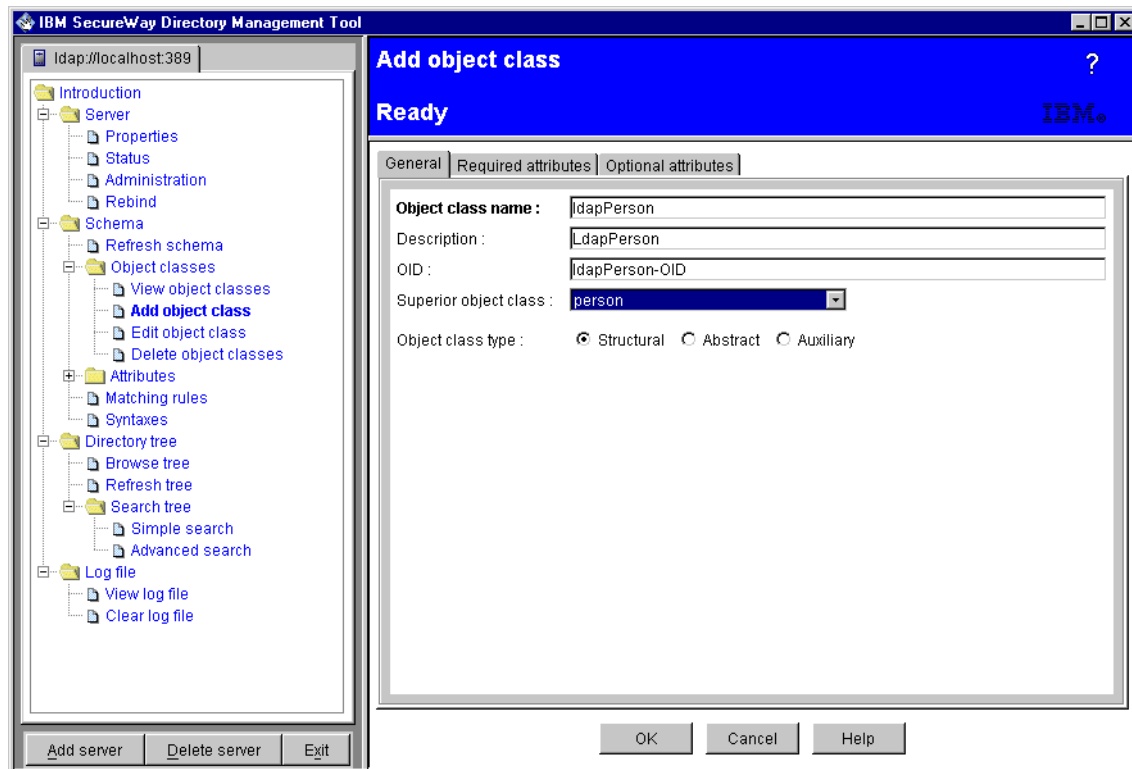 IBM SecureWay Directory Management Tool
ldap://localhost:389
Introduction
Server
Properties
Status
Administration
Rebind
Schema
Refresh schema
Object classes
View object classes
Add object class
Edit object class
Delete object classes
Attributes
Matching rules
Syntaxes
Directory tree
Browse tree
Refresh tree
Search tree
Simple search
Advanced search
Log file
View log file
Clear log file
Add server
Delete server
Exit
Add object class
?
Ready
IBM
General
Required attributes
Optional attributes
Object class name :
ldapPerson
Description :
LdapPerson
OID :
ldapPerson-OID
Superior object class :
person
Object class type :
Structural
Abstract
Auxiliary
OK
Cancel
Help